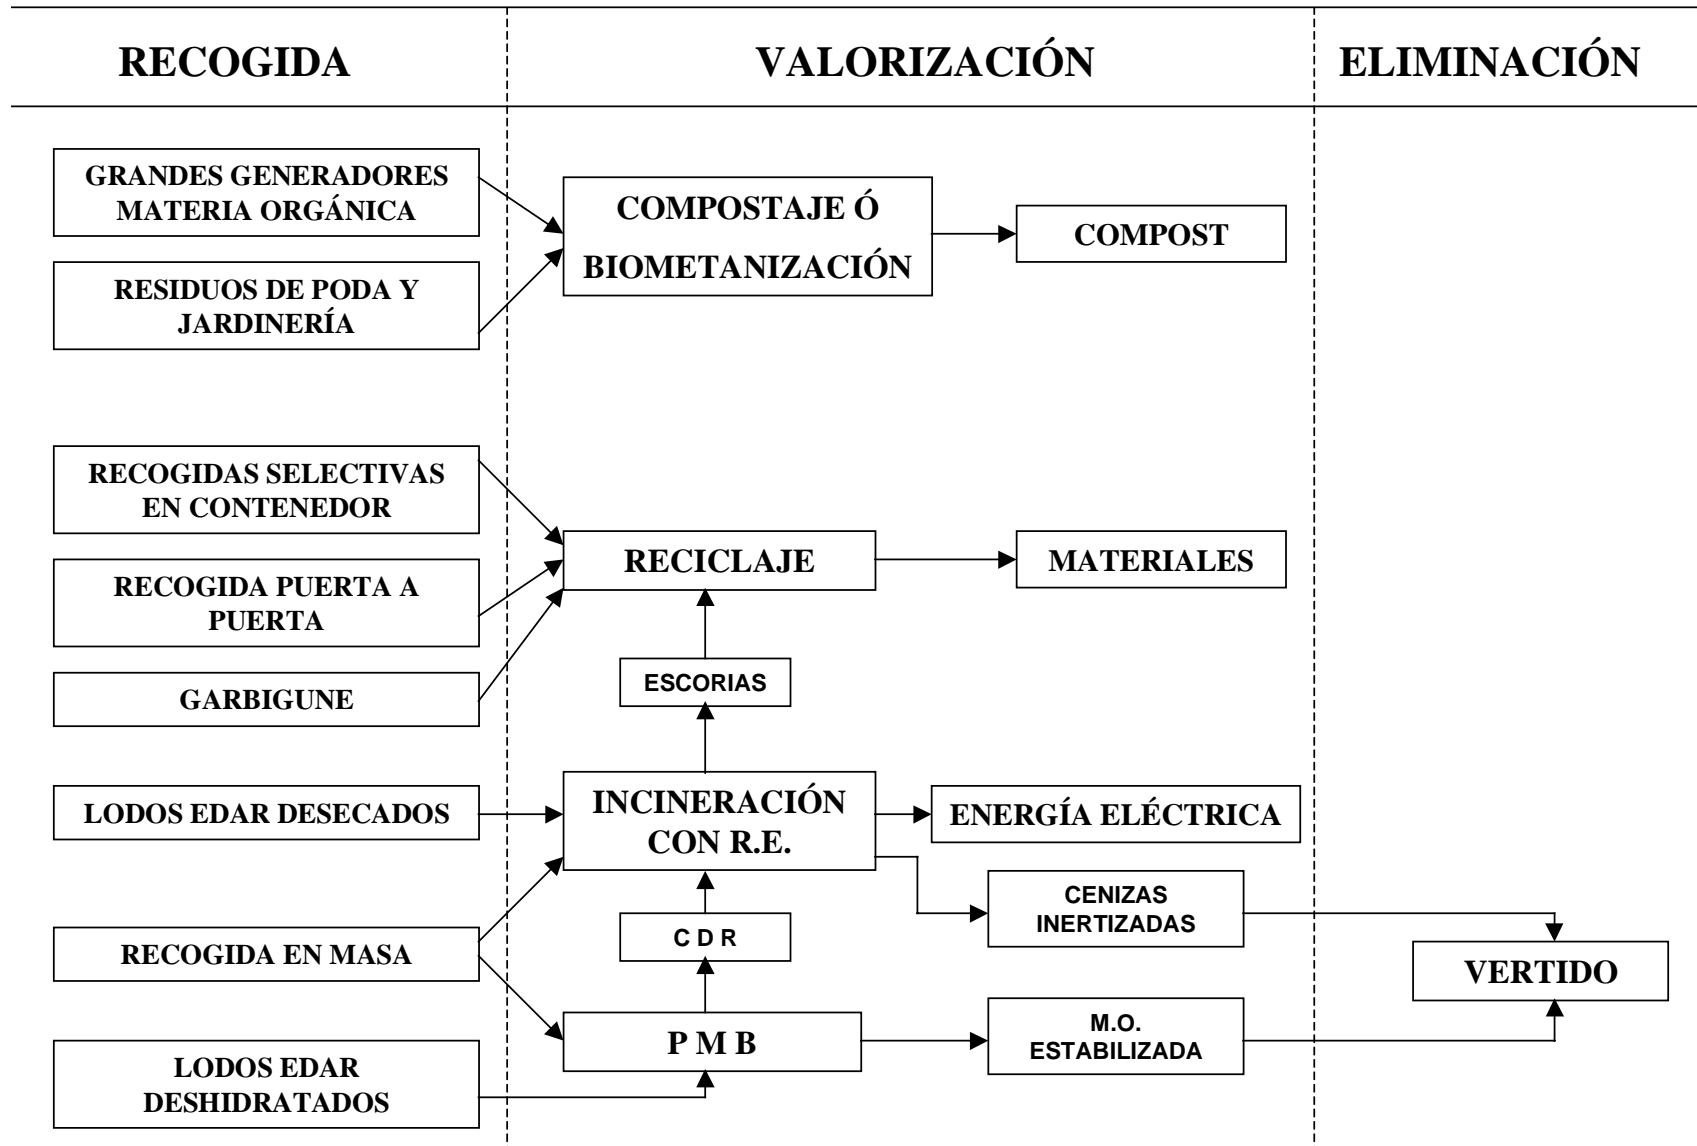 RECOGIDA
VALORIZACIÓN
ELIMINACIÓN
GRANDES GENERADORES
MATERIA ORGÁNICA
COMPOSTAJE Ó
BIOMETANIZACIÓN
COMPOST
RESIDUOS DE PODA Y
JARDINERÍA
RECOGIDAS SELECTIVAS
EN CONTENEDOR
RECICLAJE
MATERIALES
RECOGIDA PUERTA A
PUERTA
ESCORIAS
GARBIGUNE
LODOS EDAR DESECADOS
INCINERACIÓN
CON R.E.
ENERGÍA ELÉCTRICA
CENIZAS
INERTIZADAS
RECOGIDA EN MASA
C D R
VERTIDO
P M B
M.O.
ESTABILIZADA
LODOS EDAR
DESHIDRATADOS